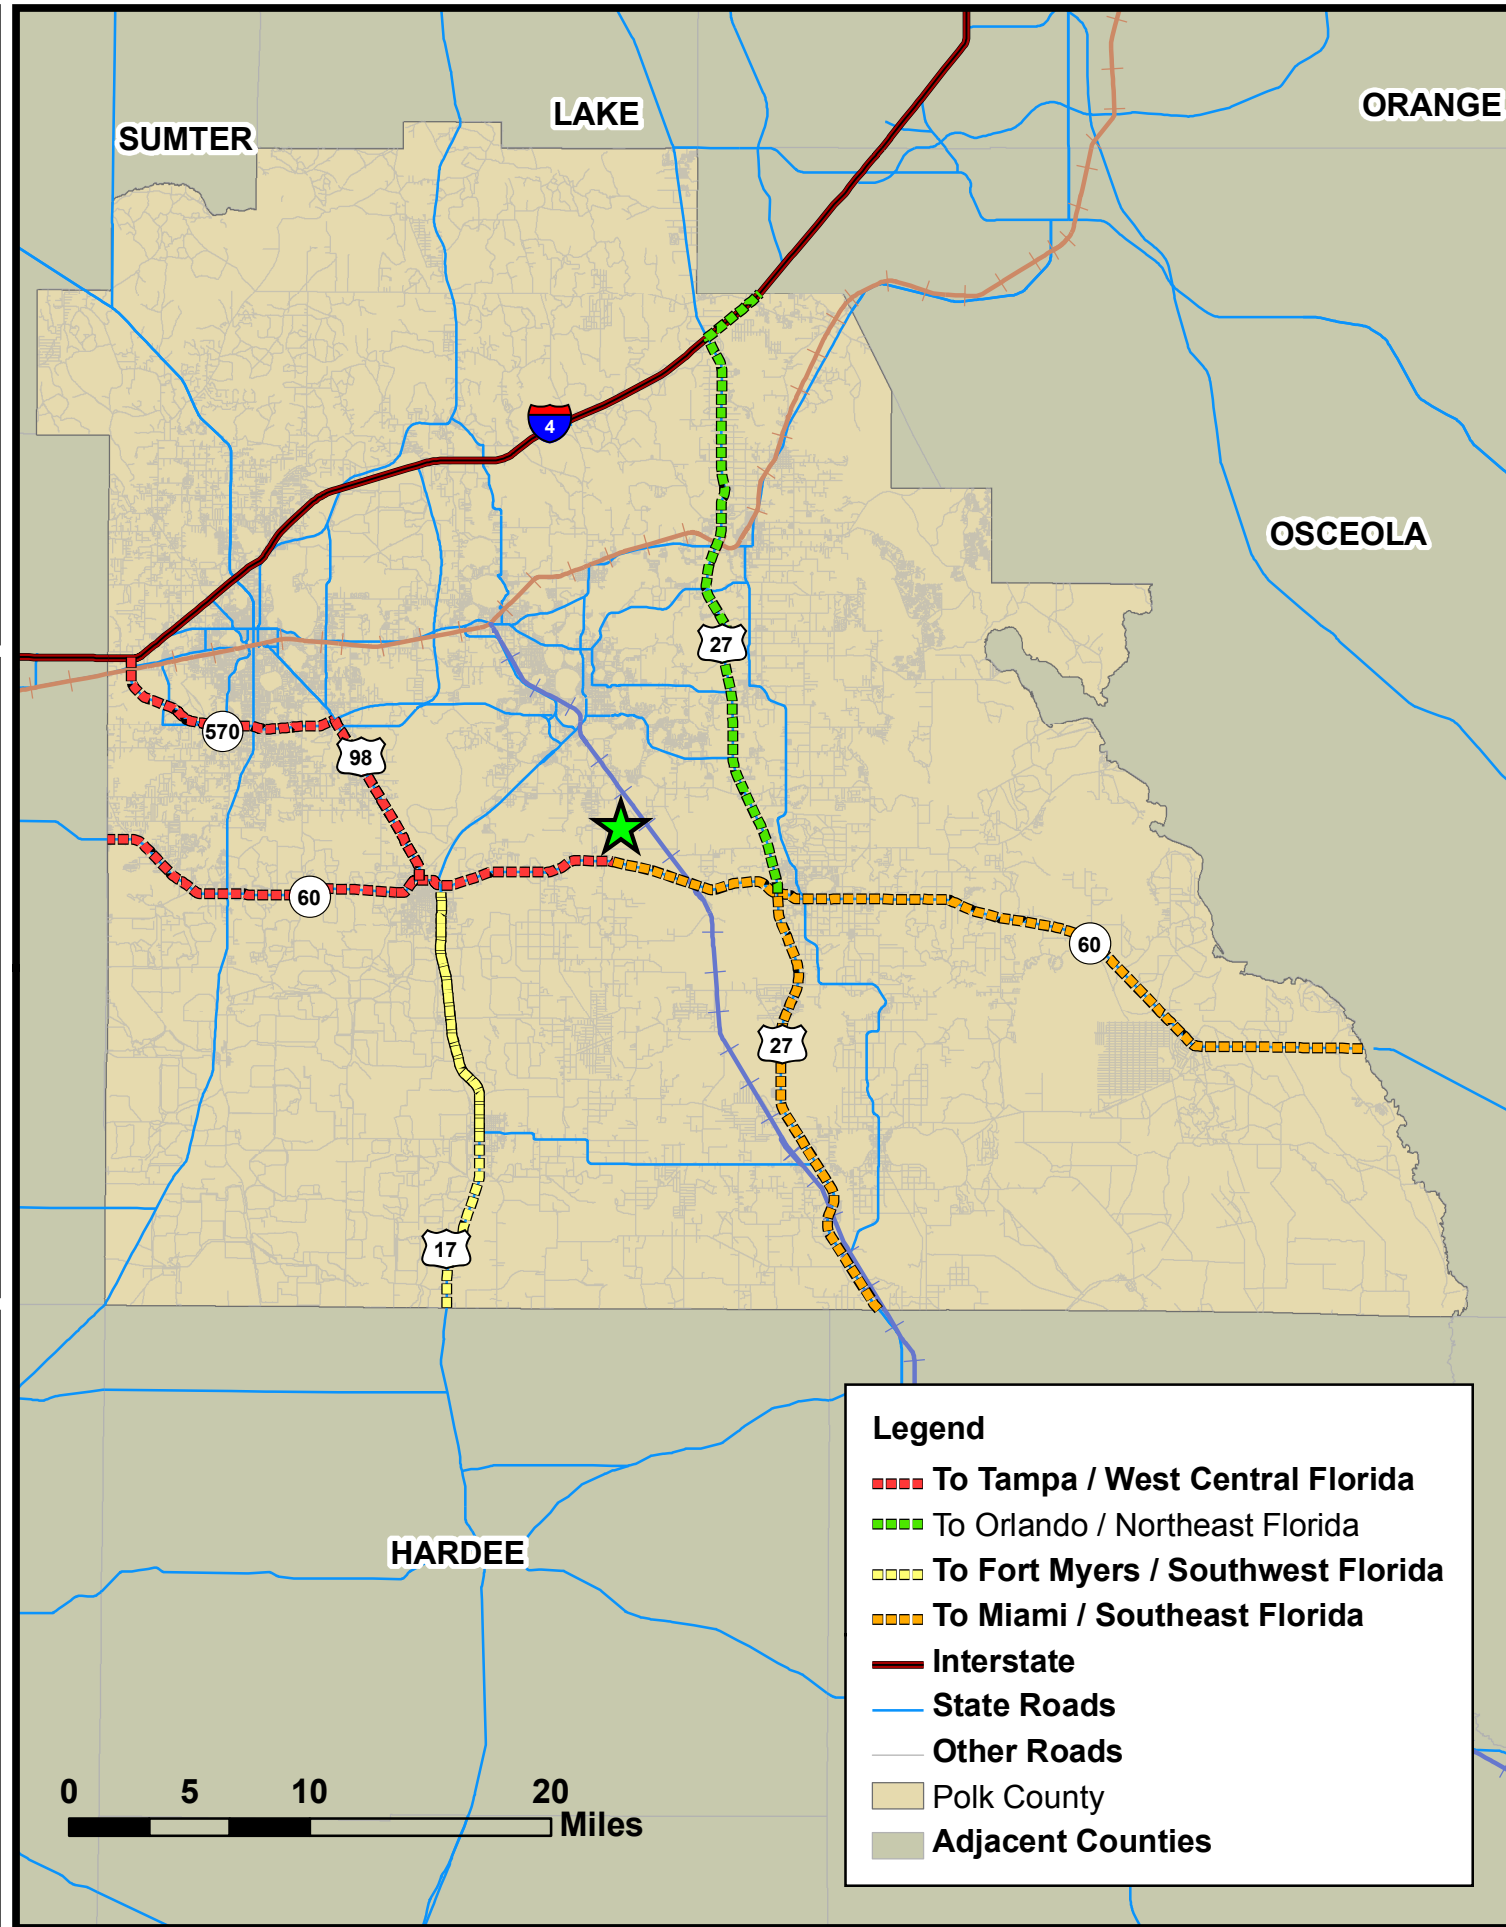 LAKE
ORANGE
SUMTER
4
OSCEOLA
27
570
98
60
60
27
17
Legend
To Tampa / West Central Florida
To Orlando / Northeast Florida
To Fort Myers / Southwest Florida
To Miami / Southeast Florida
Interstate
State Roads
Other Roads
Polk County
Adjacent Counties
HARDEE
0 5 10 20
Miles